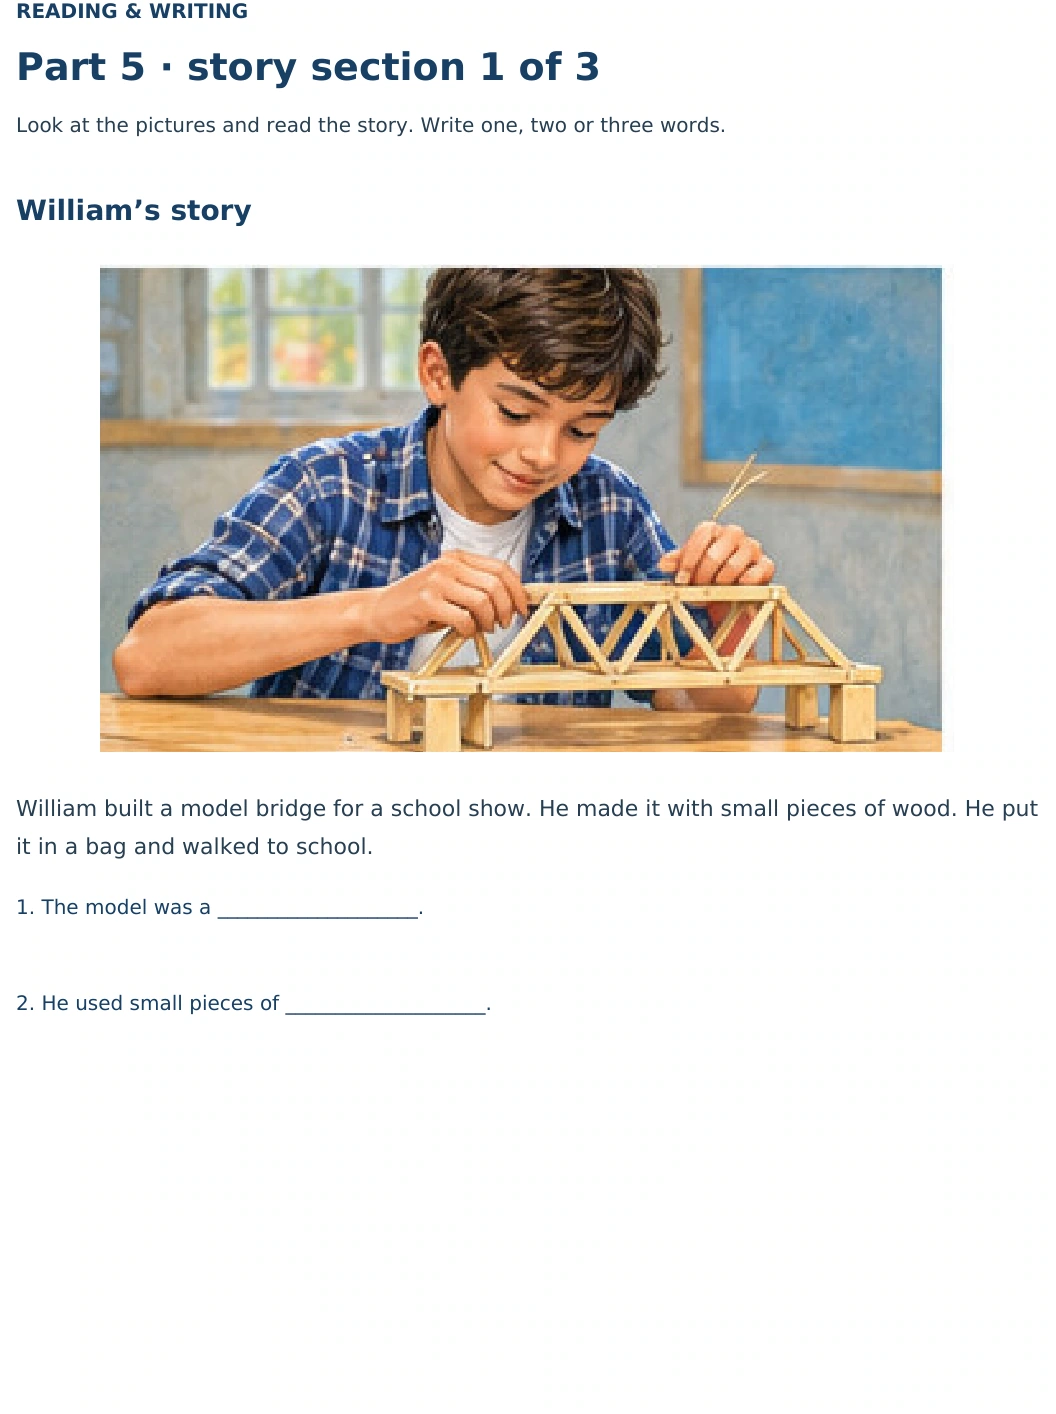 READING & WRITING
Part 5 · story section 1 of 3
Look at the pictures and read the story. Write one, two or three words.
William’s story
William built a model bridge for a school show. He made it with small pieces of wood. He put
it in a bag and walked to school.
1. The model was a ____________________.
2. He used small pieces of ____________________.